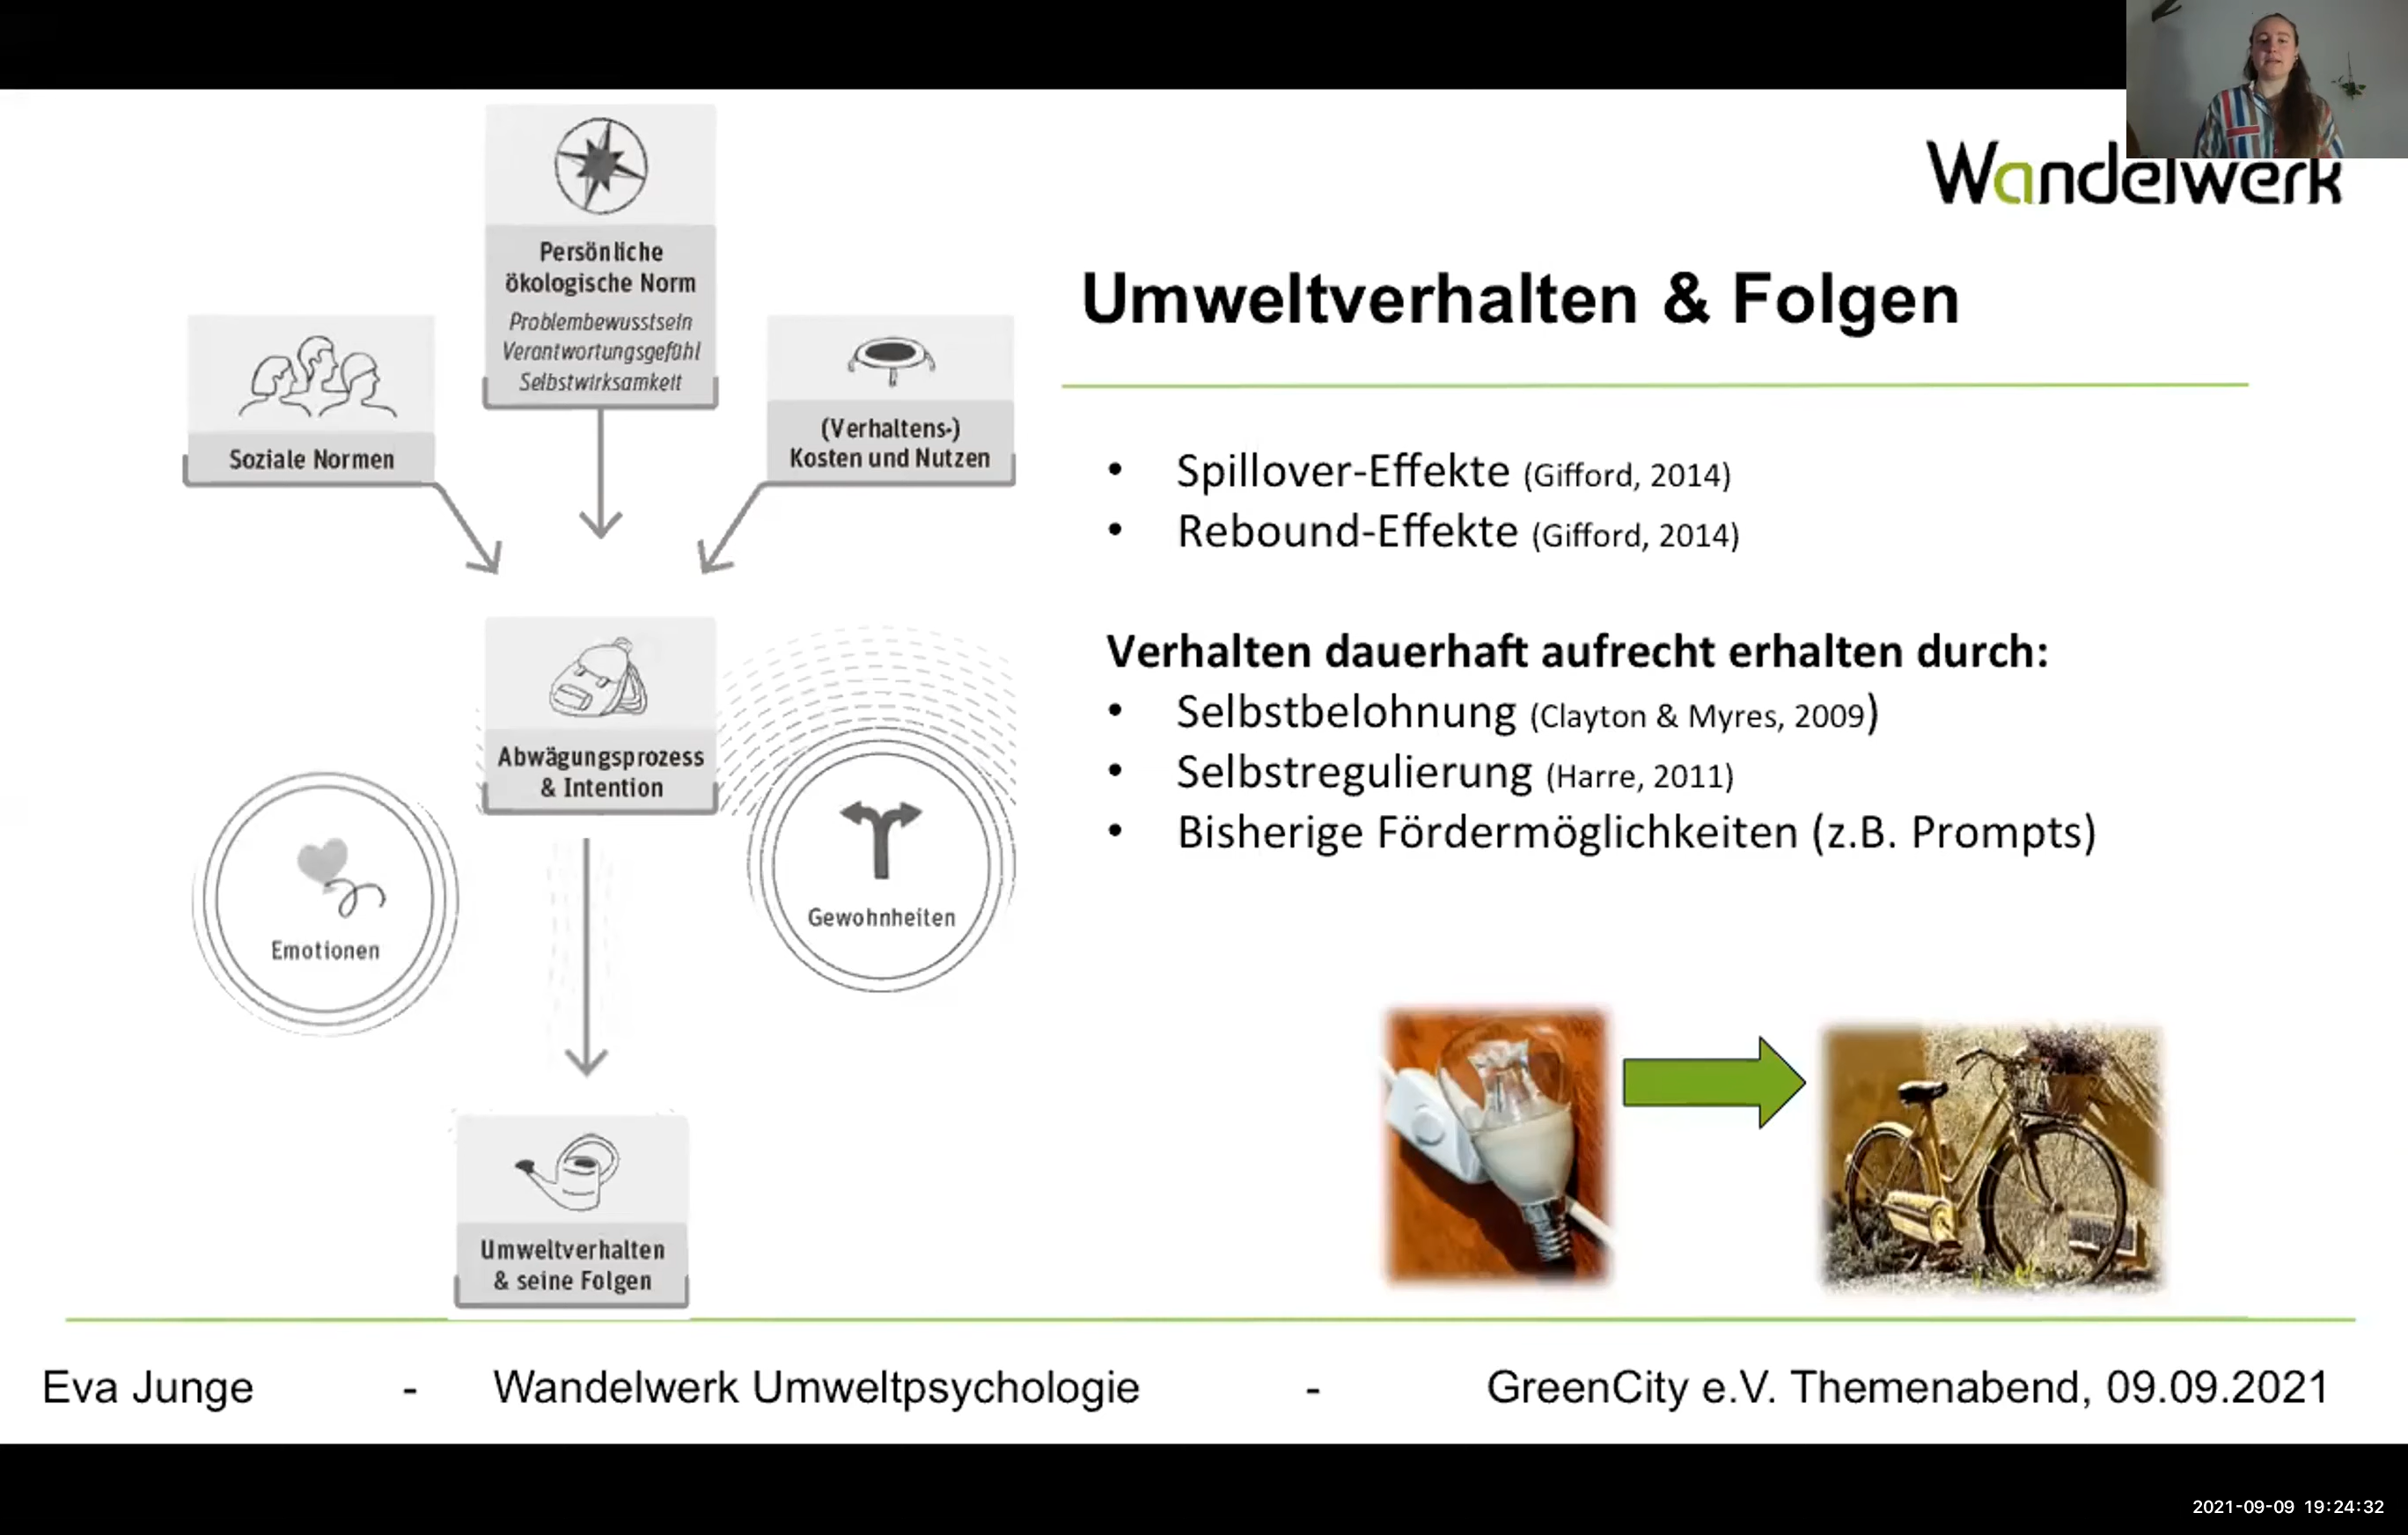 Wandelwerk
Persönliche
ökologische Norm
Problembewusstsein
Verantwortungsgefühl
Selbstwirksamkeit
Soziale Normen
(Verhaltens-)
Kosten und Nutzen
Abwägungsprozess
& Intention
Emotionen
Gewohnheiten
Umweltverhalten
& seine Folgen
Umweltverhalten & Folgen
• Spillover-Effekte (Gifford, 2014)
• Rebound-Effekte (Gifford, 2014)
Verhalten dauerhaft aufrecht erhalten durch:
• Selbstbelohnung (Clayton & Myres, 2009)
• Selbstregulierung (Harre, 2011)
• Bisherige Fördermöglichkeiten (z.B. Prompts)
Eva Junge - Wandelwerk Umweltpsychologie - GreenCity e.V. Themenabend, 09.09.2021
2021-09-09 19:24:32